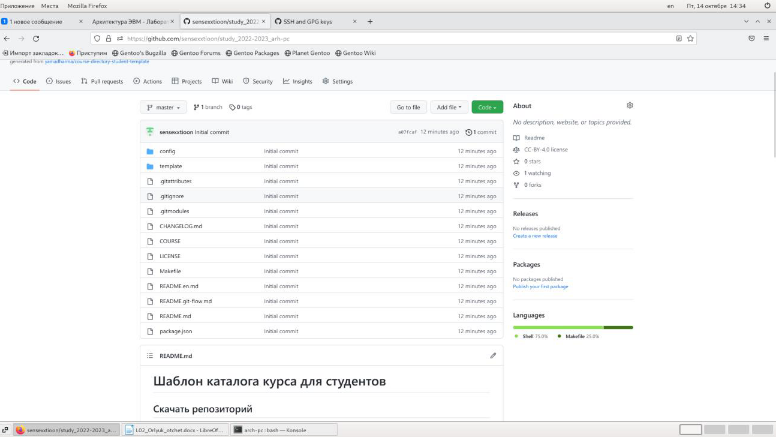 Приложение Места Mozilla Firefox en Пт, 14 октября 14:34
1 новое сообщение
Архитектура ЭВМ - Лаборат
sensexxtioon/study_2022
SSH and GPG keys
https://github.com/sensexxtioon/study_2022-2023_arh-pc
Импорт закладок... Приступим Gentoo's Bugzilla Gentoo Forums Gentoo Packages Planet Gentoo Gentoo Wiki
generated from yamadharma/course-directory-student-template
Code Issues Pull requests Actions Projects Wiki Security Insights Settings
master 1 branch 0 tags Go to file Add file Code
sensexxtioon Initial commit 12 minutes ago 1 commit
config Initial commit 12 minutes ago
template Initial commit 12 minutes ago
.gitattributes Initial commit 12 minutes ago
.gitignore Initial commit 12 minutes ago
.gitmodules Initial commit 12 minutes ago
CHANGELOG.md Initial commit 12 minutes ago
COURSE Initial commit 12 minutes ago
LICENSE Initial commit 12 minutes ago
Makefile Initial commit 12 minutes ago
README.en.md Initial commit 12 minutes ago
README.git-flow.md Initial commit 12 minutes ago
README.md Initial commit 12 minutes ago
package.json Initial commit 12 minutes ago
README.md
Шаблон каталога курса для студентов
Скачать репозиторий
About
No description, website, or topics provided.
Readme
CC-BY-4.0 license
0 stars
1 watching
0 forks
Releases
No releases published
Create a new release
Packages
No packages published
Publish your first package
Languages
Shell 75.0% Makefile 25.0%
sensexxtioon/study_2022-2023_a... L02_Orlyuk_otchet.docx - LibreOf... arch-pc : bash — Konsole